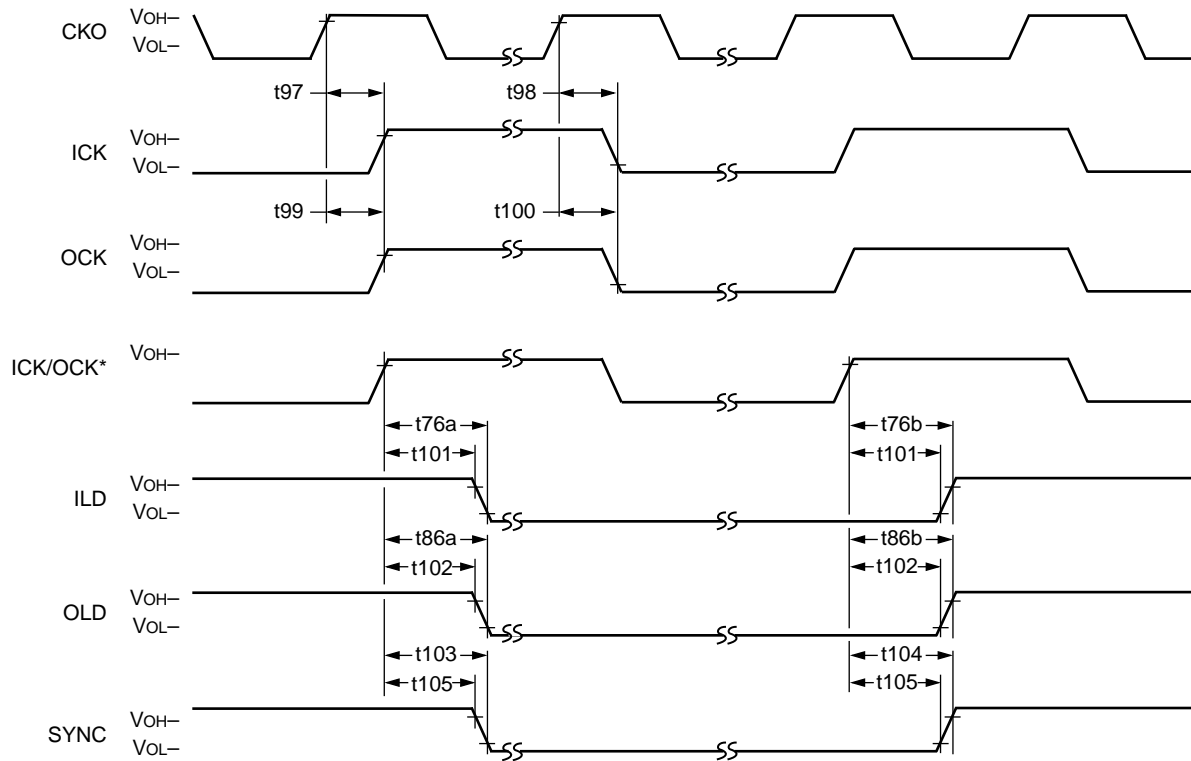 CKO VOH–
VOL–
t97 t98
ICK VOH–
VOL–
t99 t100
OCK VOH–
VOL–
ICK/OCK* VOH–
t76a t76b
t101 t101
ILD VOH–
VOL–
t86a t86b
t102 t102
OLD VOH–
VOL–
t103 t104
t105 t105
SYNC VOH–
VOL–